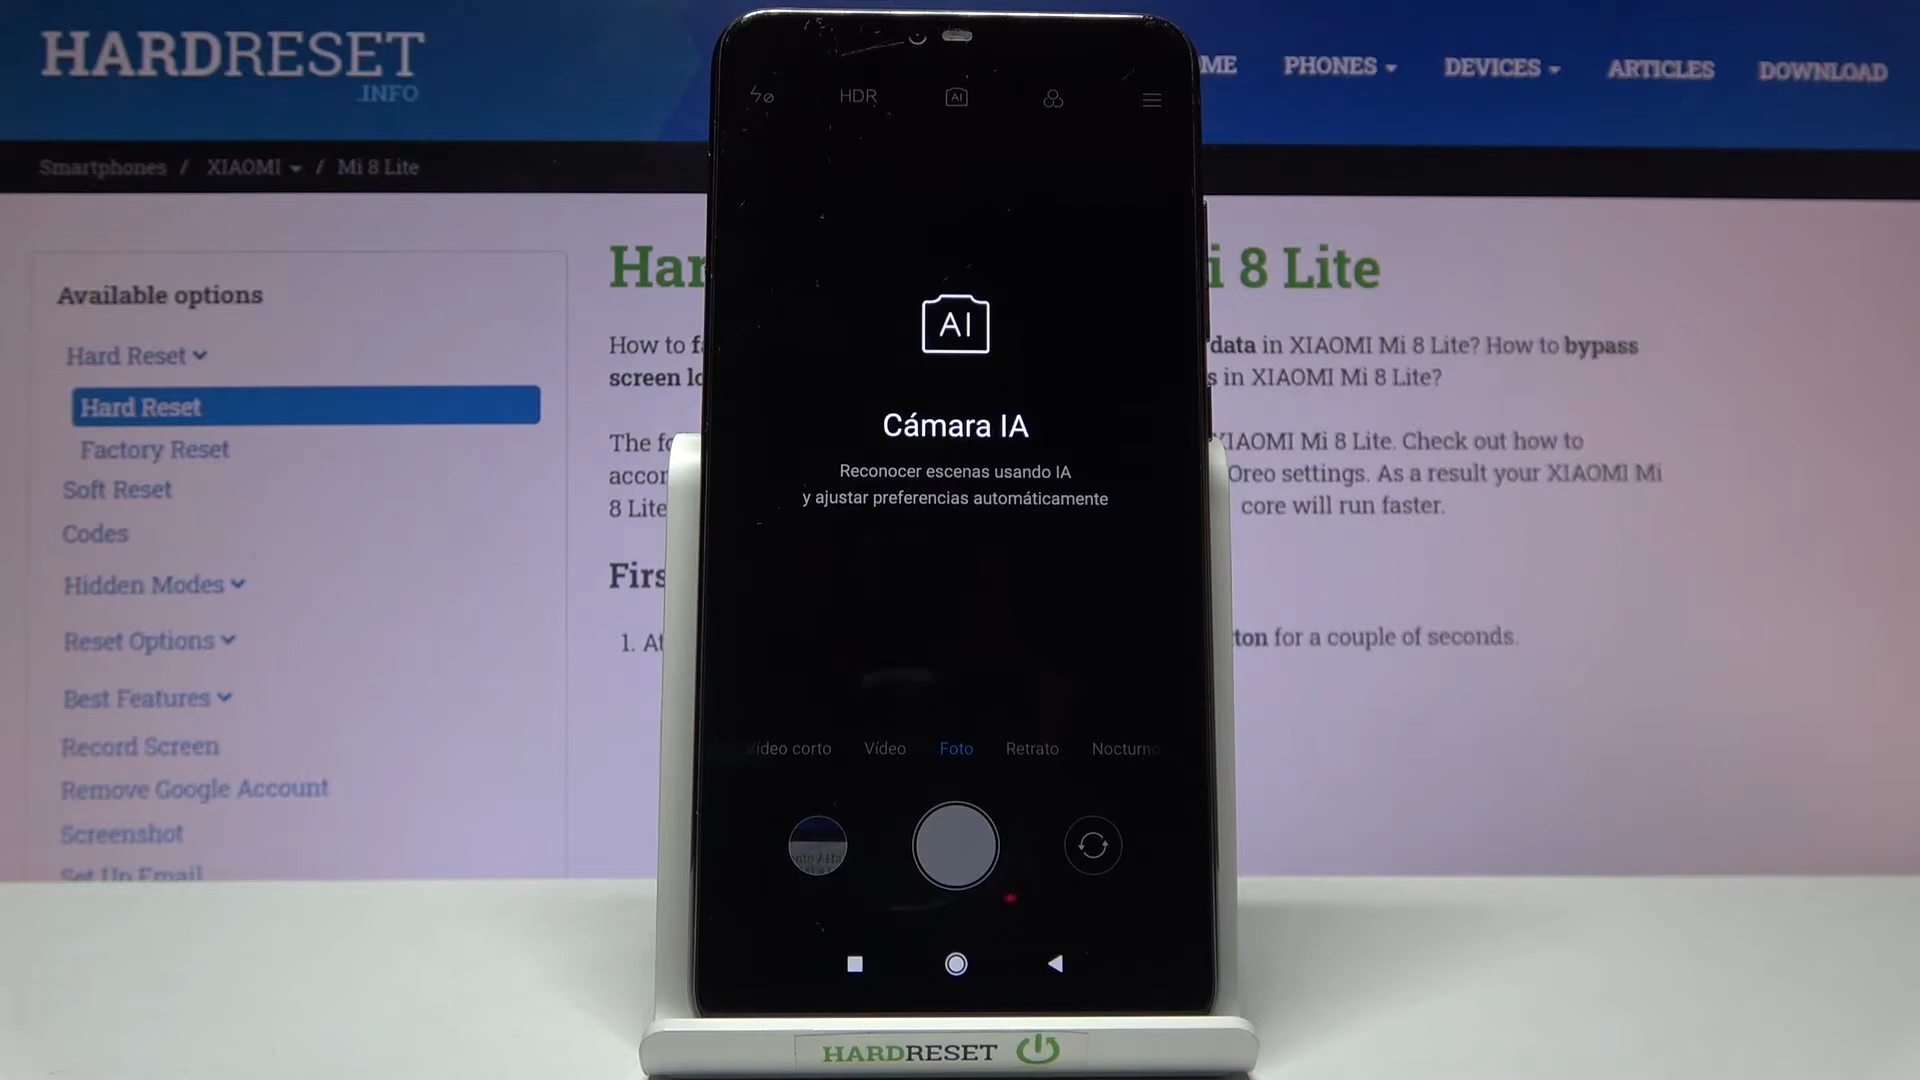 HARDRESET
.INFO
ME PHONES DEVICES ARTICLES DOWNLOAD
Smartphones / XIAOMI / Mi 8 Lite
Available options
Hard Reset
Hard Reset
Factory Reset
Soft Reset
Codes
Hidden Modes
Reset Options
Best Features
Record Screen
Remove Google Account
Screenshot
Set Up Email
Har
i 8 Lite
How to f
data in XIAOMI Mi 8 Lite? How to bypass
screen lo
s in XIAOMI Mi 8 Lite?
The fo
XIAOMI Mi 8 Lite. Check out how to
accor
Oreo settings. As a result your XIAOMI Mi
8 Lite
core will run faster.
Firs
1. At
ton for a couple of seconds.
HDR AI
AI
Cámara IA
Reconocer escenas usando IA
y ajustar preferencias automáticamente
ídeo corto Vídeo Foto Retrato Nocturno
HARDRESET